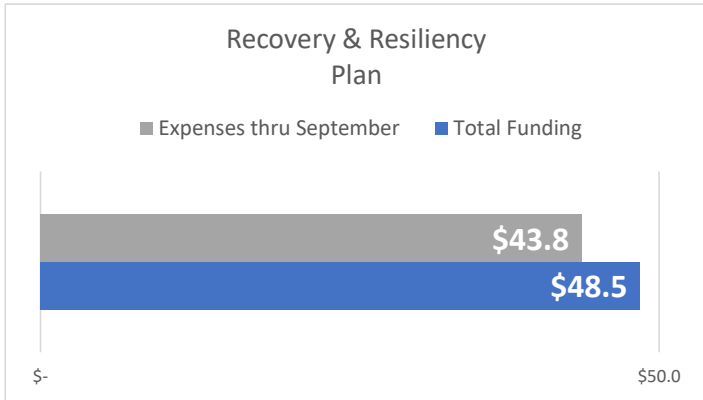 Recovery & Resiliency
Plan
Expenses thru September Total Funding
$43.8
$48.5
$- $50.0